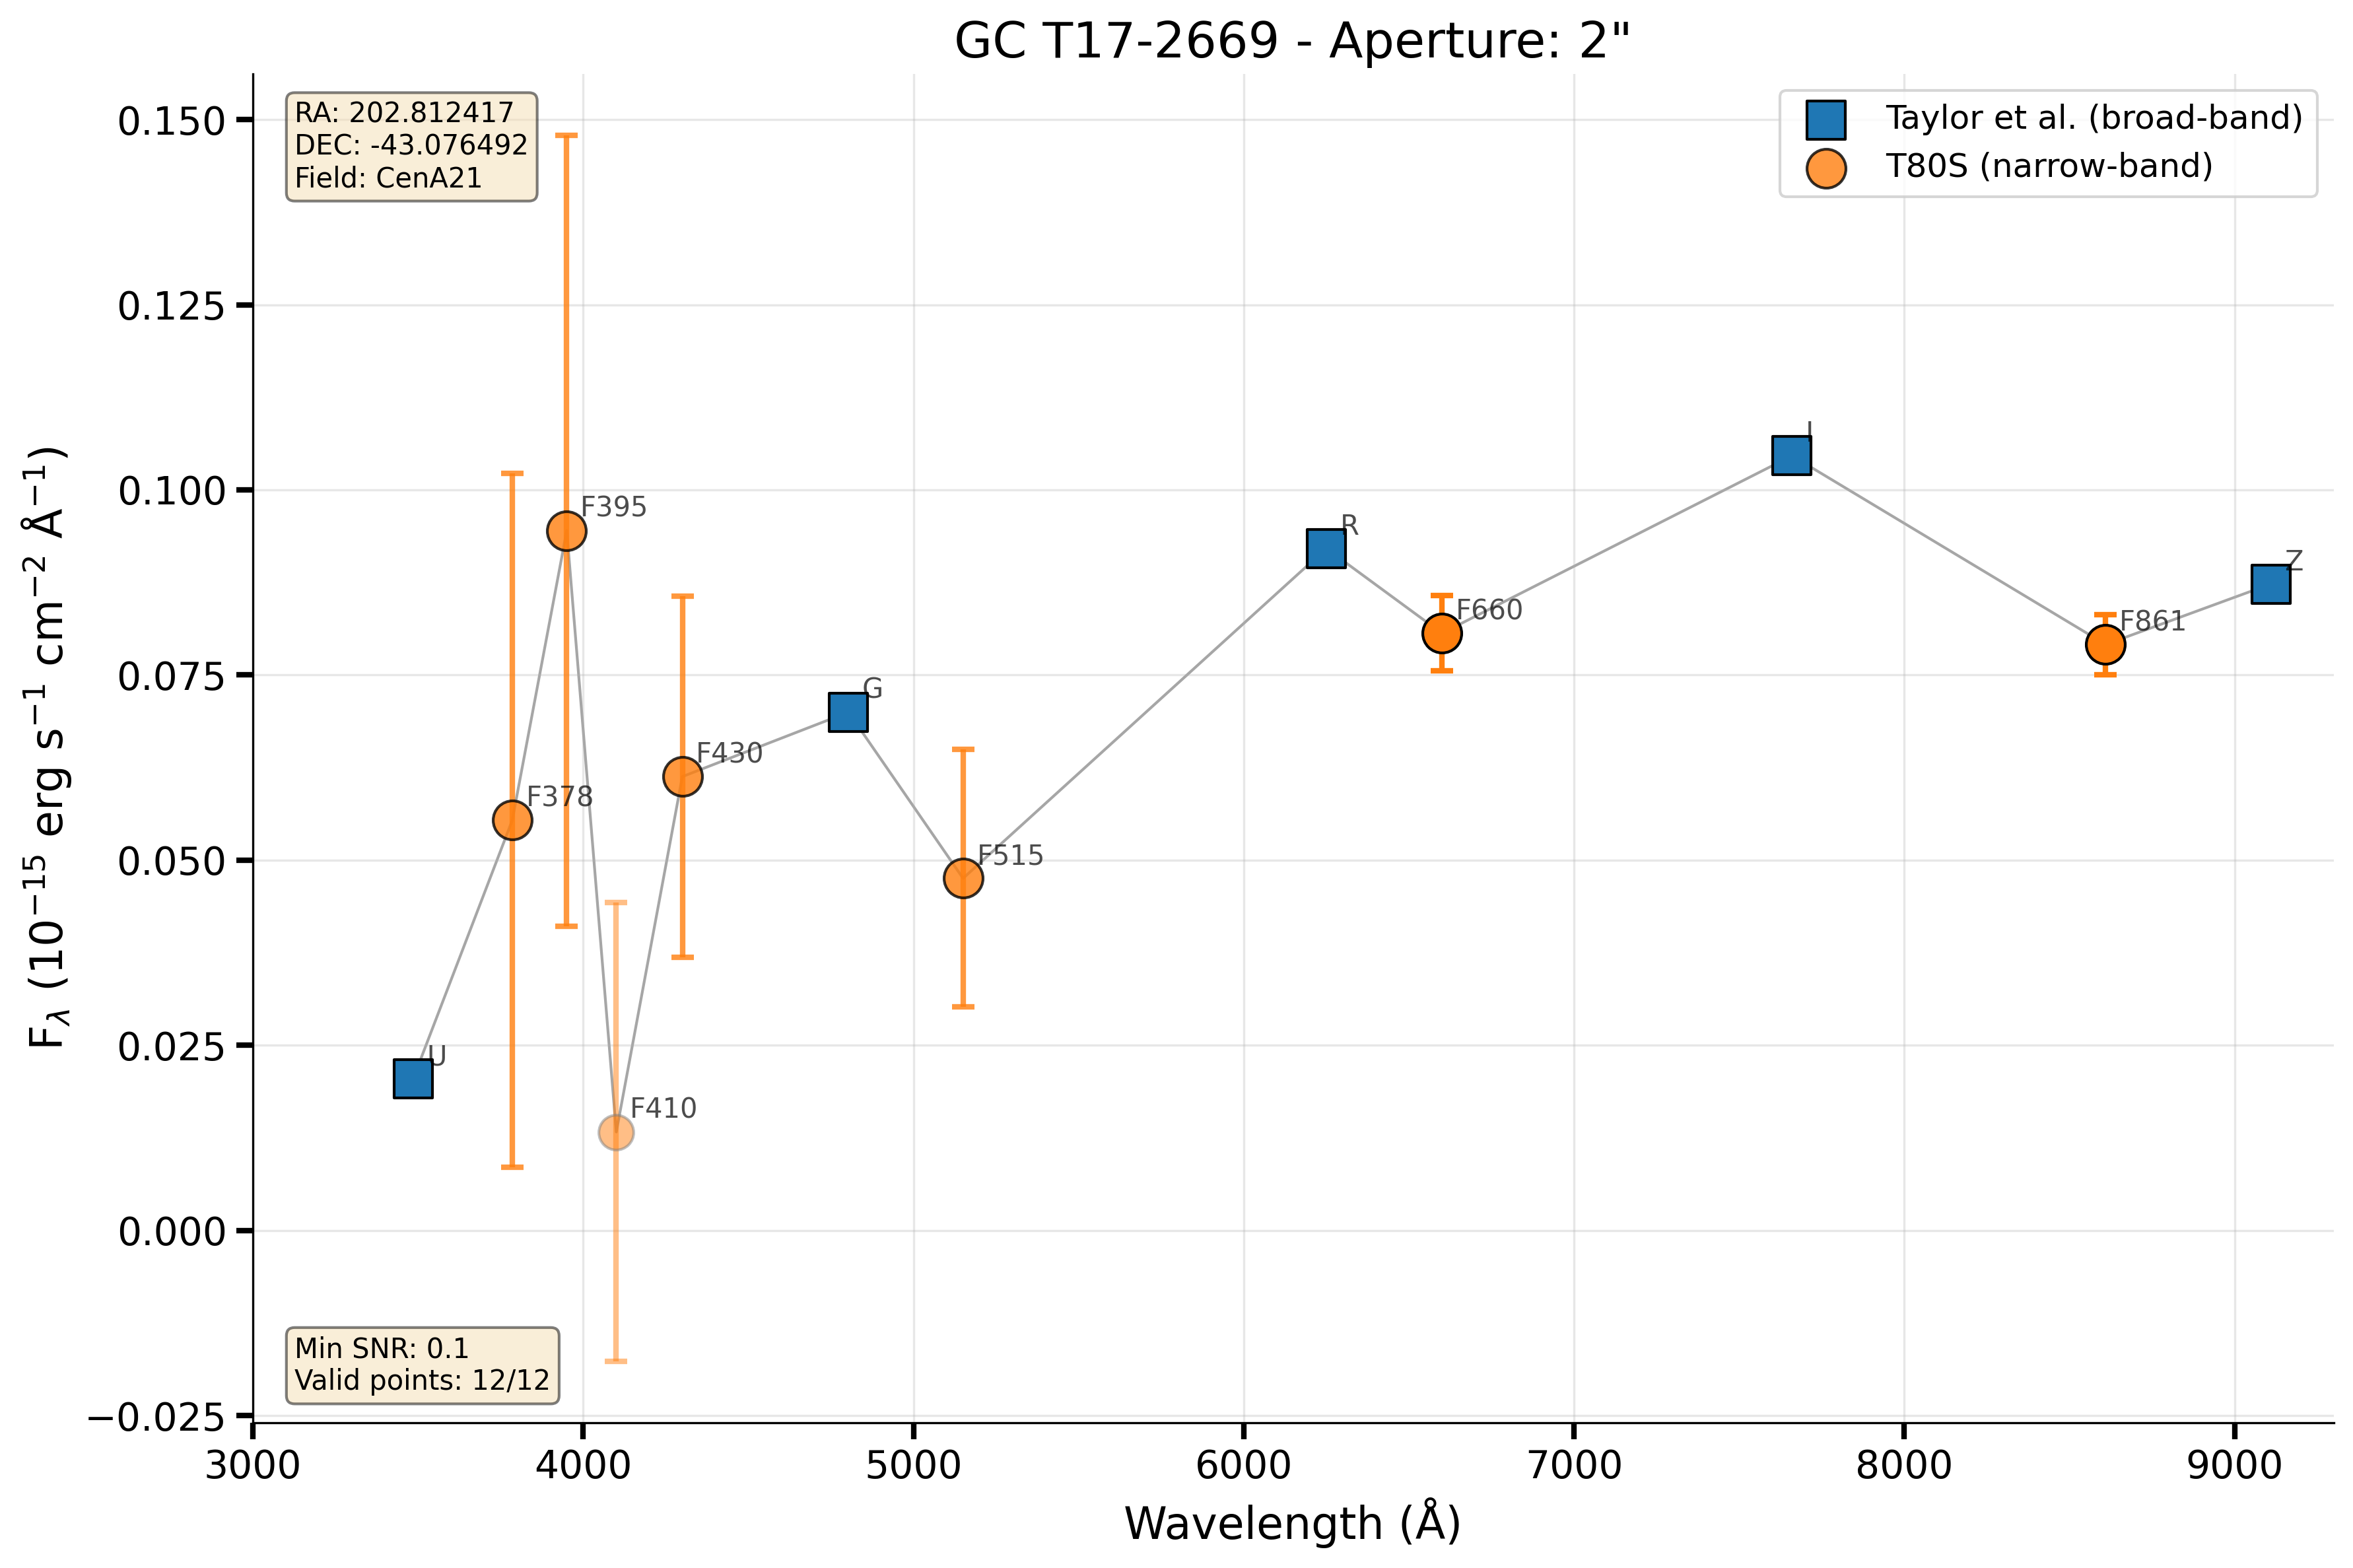 GC T17-2669 - Aperture: 2"
RA: 202.812417
DEC: -43.076492
Field: CenA21
Taylor et al. (broad-band)
T80S (narrow-band)
0.150
0.125
0.100
0.075
0.050
0.025
0.000
−0.025
F$_{λ}$ (10$^{−15}$ erg s$^{−1}$ cm$^{−2}$ Å$^{−1}$)
U
F378
F395
F410
F430
G
F515
R
F660
I
F861
Z
Min SNR: 0.1
Valid points: 12/12
3000 4000 5000 6000 7000 8000 9000
Wavelength (Å)